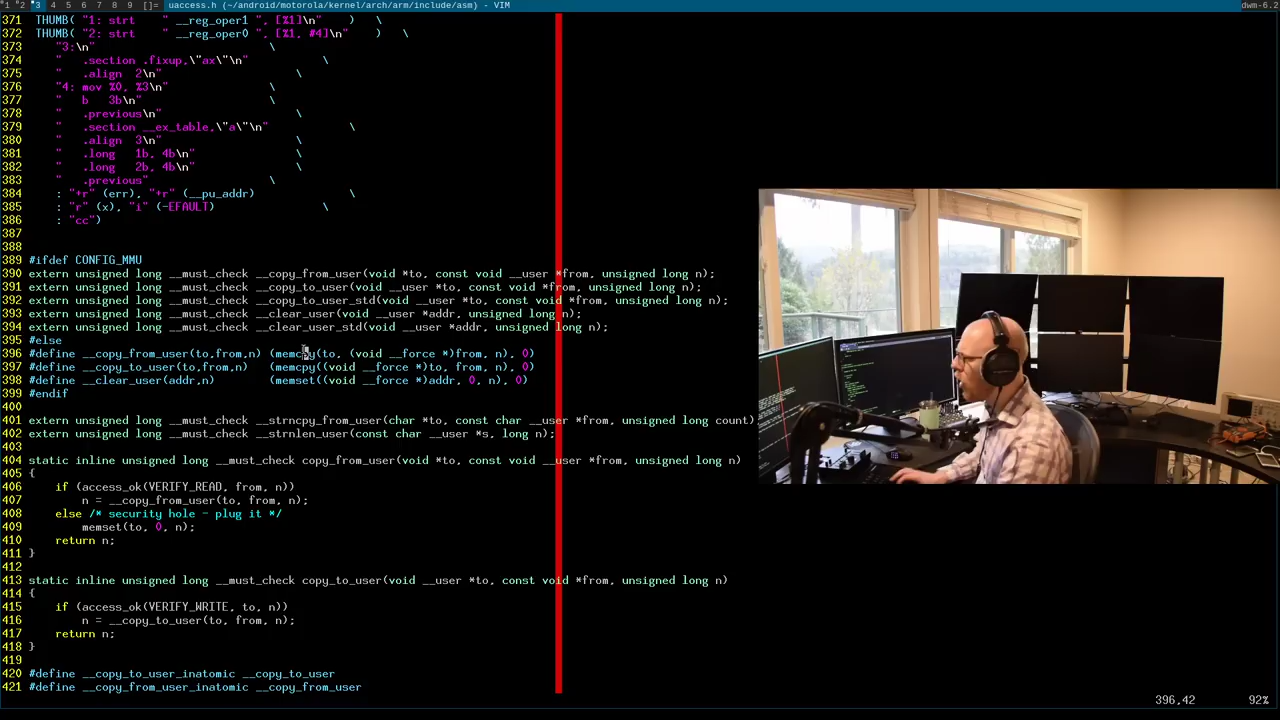 1 2 3 4 5 6 7 8 9 []= uaccess.h (~/android/motorola/kernel/arch/arm/include/asm) - VIM dwm-6.2
371 THUMB( "1: strt " __reg_oper1 ", [%1]\n" ) \
372 THUMB( "2: strt " __reg_oper0 ", [%1, #4]\n" ) \
373 "3:\n" \
374 " .section .fixup,\"ax\"\n" \
375 " .align 2\n" \
376 "4: mov %0, %3\n" \
377 " b 3b\n" \
378 " .previous\n" \
379 " .section __ex_table,\"a\"\n" \
380 " .align 3\n" \
381 " .long 1b, 4b\n" \
382 " .long 2b, 4b\n" \
383 " .previous" \
384 : "+r" (err), "+r" (__pu_addr) \
385 : "r" (x), "i" (-EFAULT) \
386 : "cc")
387
388
389 #ifdef CONFIG_MMU
390 extern unsigned long __must_check __copy_from_user(void *to, const void __user *from, unsigned long n);
391 extern unsigned long __must_check __copy_to_user(void __user *to, const void *from, unsigned long n);
392 extern unsigned long __must_check __copy_to_user_std(void __user *to, const void *from, unsigned long n);
393 extern unsigned long __must_check __clear_user(void __user *addr, unsigned long n);
394 extern unsigned long __must_check __clear_user_std(void __user *addr, unsigned long n);
395 #else
396 #define __copy_from_user(to,from,n) (memcpy(to, (void __force *)from, n), 0)
397 #define __copy_to_user(to,from,n) (memcpy((void __force *)to, from, n), 0)
398 #define __clear_user(addr,n) (memset((void __force *)addr, 0, n), 0)
399 #endif
400
401 extern unsigned long __must_check __strncpy_from_user(char *to, const char __user *from, unsigned long count)
402 extern unsigned long __must_check __strnlen_user(const char __user *s, long n);
403
404 static inline unsigned long __must_check copy_from_user(void *to, const void __user *from, unsigned long n)
405 {
406 if (access_ok(VERIFY_READ, from, n))
407 n = __copy_from_user(to, from, n);
408 else /* security hole - plug it */
409 memset(to, 0, n);
410 return n;
411 }
412
413 static inline unsigned long __must_check copy_to_user(void __user *to, const void *from, unsigned long n)
414 {
415 if (access_ok(VERIFY_WRITE, to, n))
416 n = __copy_to_user(to, from, n);
417 return n;
418 }
419
420 #define __copy_to_user_inatomic __copy_to_user
421 #define __copy_from_user_inatomic __copy_from_user
396,42 92%